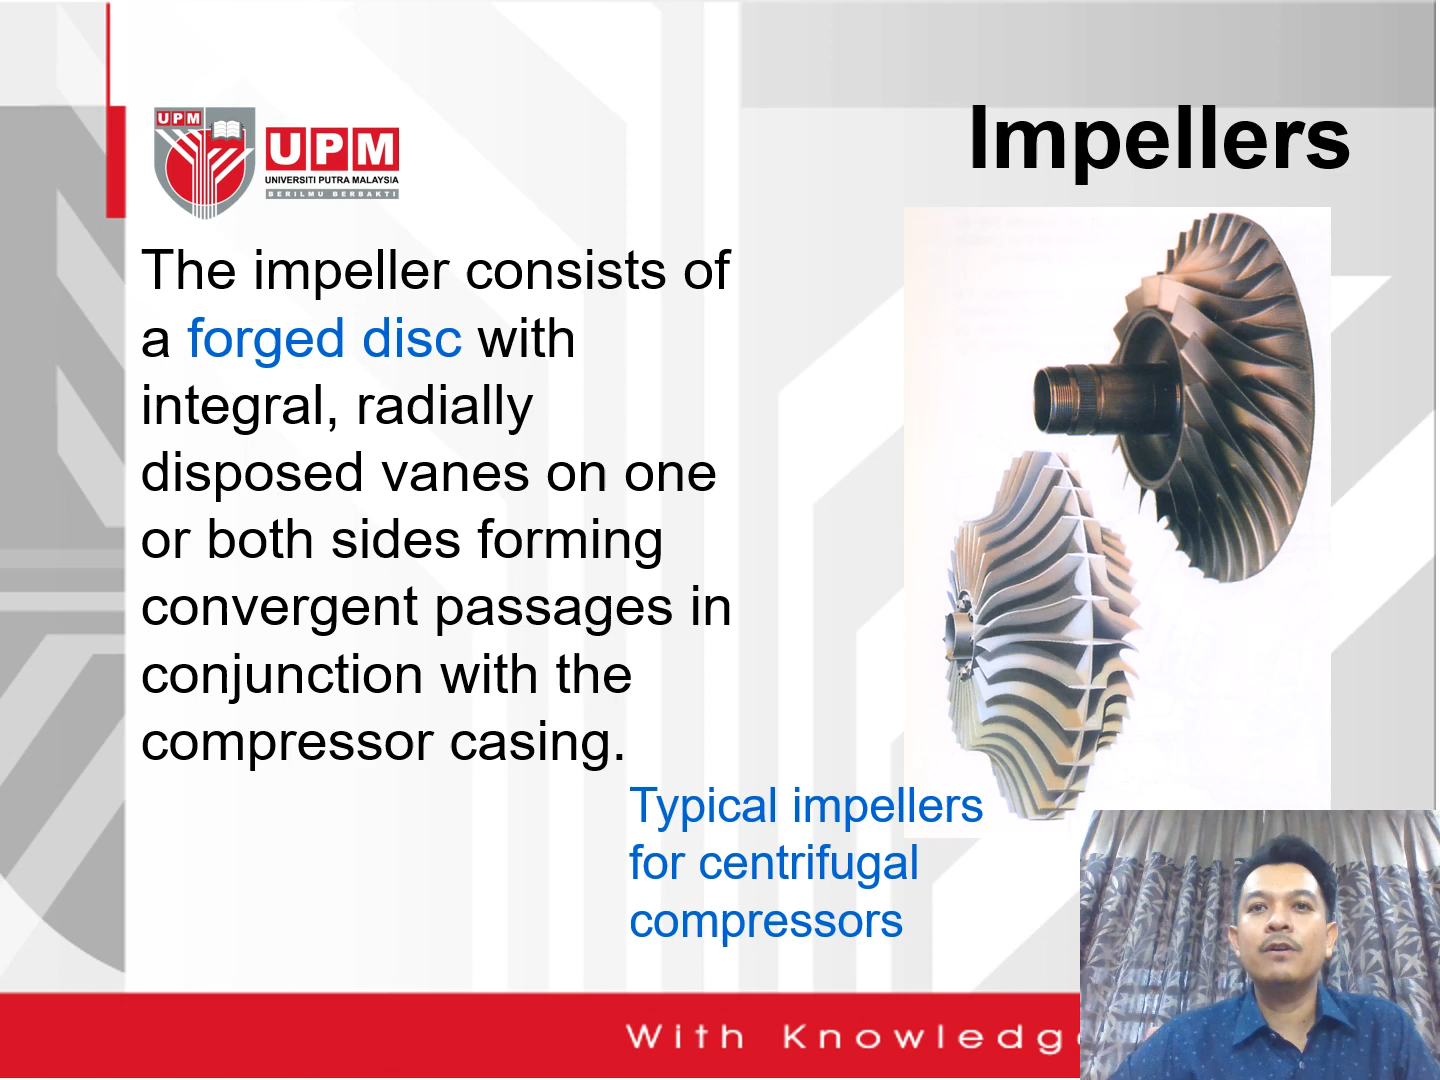 UPM
UPM
UNIVERSITI PUTRA MALAYSIA
BERILMU BERBAKTI
Impellers
The impeller consists of
a forged disc with
integral, radially
disposed vanes on one
or both sides forming
convergent passages in
conjunction with the
compressor casing.
Typical impellers
for centrifugal
compressors
With Knowledge